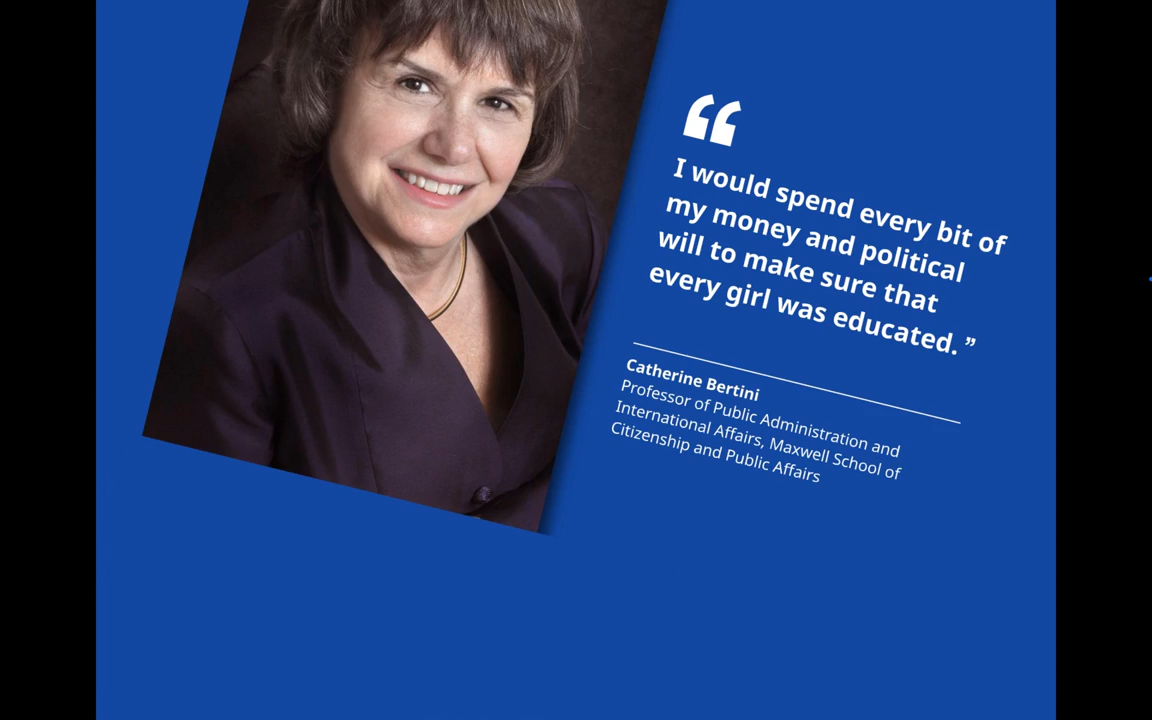 “
I would spend every bit of
my money and political
will to make sure that
every girl was educated. ”
Catherine Bertini
Professor of Public Administration and
International Affairs, Maxwell School of
Citizenship and Public Affairs